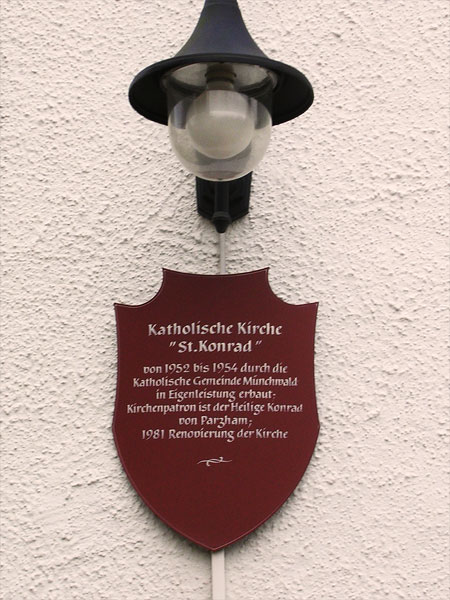 Katholische Kirche
"St. Konrad"
von 1952 bis 1954 durch die
Katholische Gemeinde Münchwald
in Eigenleistung erbaut;
Kirchenpatron ist der Heilige Konrad
von Parzham;
1981 Renovierung der Kirche